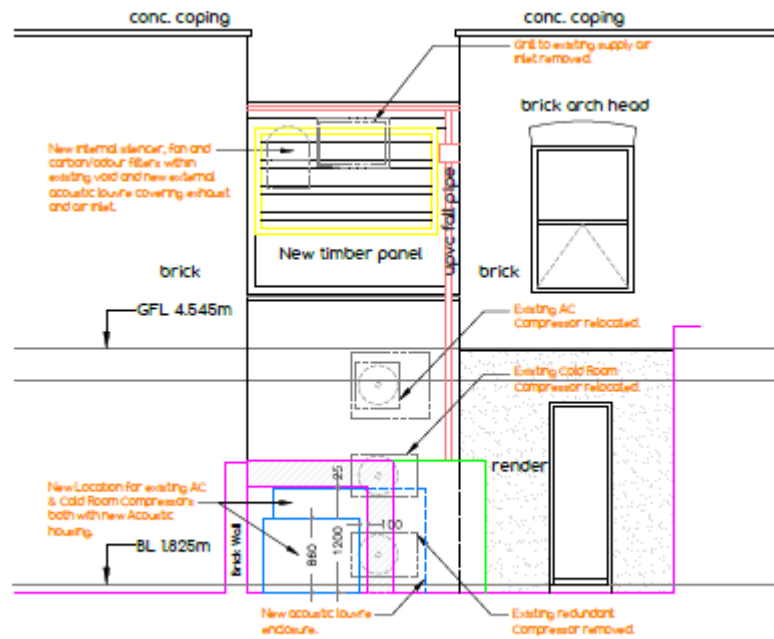 conc. coping
conc. coping
Grill to existing supply air
inlet removed.
brick arch head
New internal silencer, fan and
carbon/odour filters within
existing void and new external
acoustic louvre covering exhaust
and air inlet.
upvc fall pipe
New timber panel
brick
brick
GFL 4.545m
Existing AC
Compressor relocated.
Existing Cold Room
Compressor relocated.
render
25
New Location for existing AC
& Cold Room Compressors
both with new Acoustic
housing.
Brick Wall
100
860
1200
BL 1.825m
New acoustic louvre
enclosure.
Existing redundant
Compressor removed.